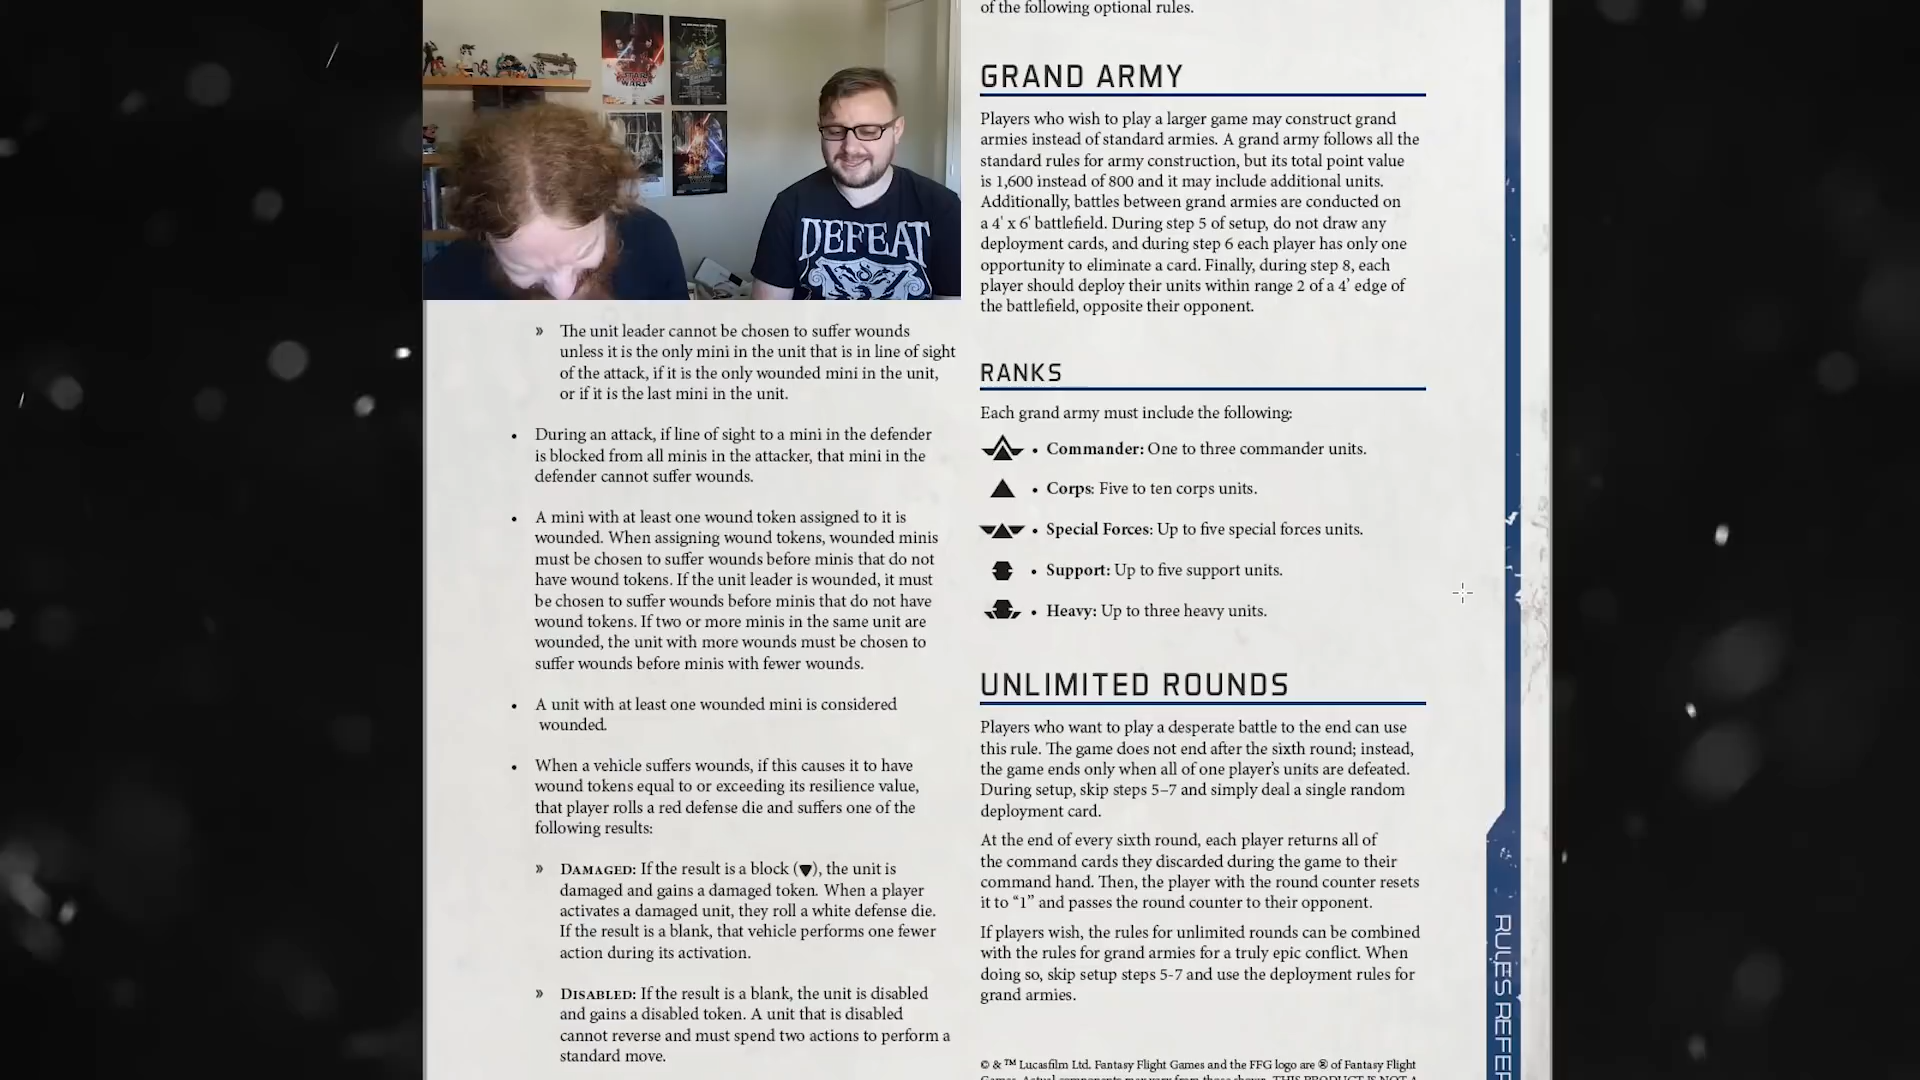 of the following optional rules.
GRAND ARMY
Players who wish to play a larger game may construct grand
armies instead of standard armies. A grand army follows all the
standard rules for army construction, but its total point value
is 1,600 instead of 800 and it may include additional units.
Additionally, battles between grand armies are conducted on
a 4' x 6' battlefield. During step 5 of setup, do not draw any
deployment cards, and during step 6 each player has only one
opportunity to eliminate a card. Finally, during step 8, each
player should deploy their units within range 2 of a 4’ edge of
the battlefield, opposite their opponent.
RANKS
Each grand army must include the following:
• Commander: One to three commander units.
• Corps: Five to ten corps units.
• Special Forces: Up to five special forces units.
• Support: Up to five support units.
• Heavy: Up to three heavy units.
UNLIMITED ROUNDS
Players who want to play a desperate battle to the end can use
this rule. The game does not end after the sixth round; instead,
the game ends only when all of one player’s units are defeated.
During setup, skip steps 5–7 and simply deal a single random
deployment card.
At the end of every sixth round, each player returns all of
the command cards they discarded during the game to their
command hand. Then, the player with the round counter resets
it to “1” and passes the round counter to their opponent.
If players wish, the rules for unlimited rounds can be combined
with the rules for grand armies for a truly epic conflict. When
doing so, skip setup steps 5-7 and use the deployment rules for
grand armies.
© & ™ Lucasfilm Ltd. Fantasy Flight Games and the FFG logo are ® of Fantasy Flight
DEFEAT
STAR WARS
» The unit leader cannot be chosen to suffer wounds
unless it is the only mini in the unit that is in line of sight
of the attack, if it is the only wounded mini in the unit,
or if it is the last mini in the unit.
• During an attack, if line of sight to a mini in the defender
is blocked from all minis in the attacker, that mini in the
defender cannot suffer wounds.
• A mini with at least one wound token assigned to it is
wounded. When assigning wound tokens, wounded minis
must be chosen to suffer wounds before minis that do not
have wound tokens. If the unit leader is wounded, it must
be chosen to suffer wounds before minis that do not have
wound tokens. If two or more minis in the same unit are
wounded, the unit with more wounds must be chosen to
suffer wounds before minis with fewer wounds.
• A unit with at least one wounded mini is considered
wounded.
• When a vehicle suffers wounds, if this causes it to have
wound tokens equal to or exceeding its resilience value,
that player rolls a red defense die and suffers one of the
following results:
» DAMAGED: If the result is a block (▼), the unit is
damaged and gains a damaged token. When a player
activates a damaged unit, they roll a white defense die.
If the result is a blank, that vehicle performs one fewer
action during its activation.
» DISABLED: If the result is a blank, the unit is disabled
and gains a disabled token. A unit that is disabled
cannot reverse and must spend two actions to perform a
standard move.
RULES REFER